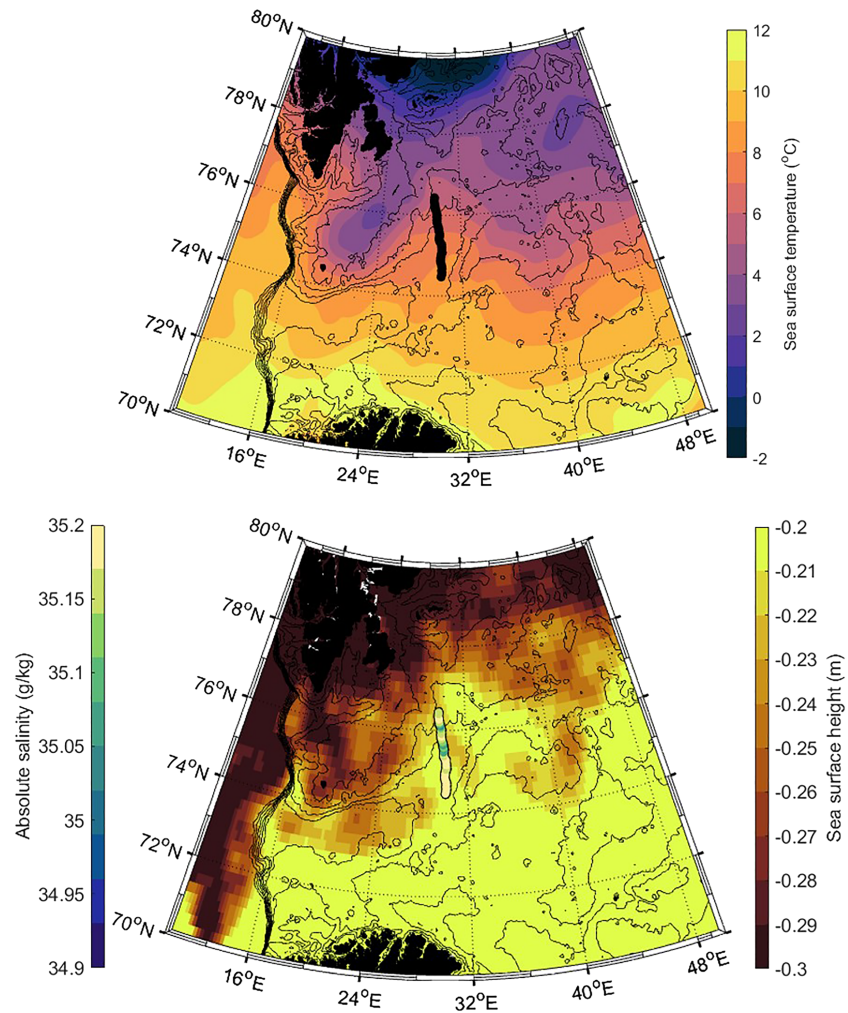 80°N
78°N
76°N
74°N
72°N
70°N
16°E
24°E
32°E
40°E
48°E
12
10
8
6
4
2
0
-2
Sea surface temperature (°C)
35.2
35.15
35.1
35.05
35
34.95
34.9
Absolute salinity (g/kg)
80°N
78°N
76°N
74°N
72°N
70°N
16°E
24°E
32°E
40°E
48°E
-0.2
-0.21
-0.22
-0.23
-0.24
-0.25
-0.26
-0.27
-0.28
-0.29
-0.3
Sea surface height (m)